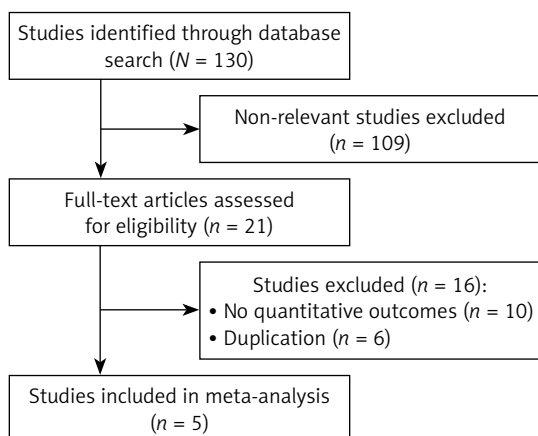 Studies identified through database
search (N = 130)
Non-relevant studies excluded
(n = 109)
Full-text articles assessed
for eligibility (n = 21)
Studies excluded (n = 16):
• No quantitative outcomes (n = 10)
• Duplication (n = 6)
Studies included in meta-analysis
(n = 5)